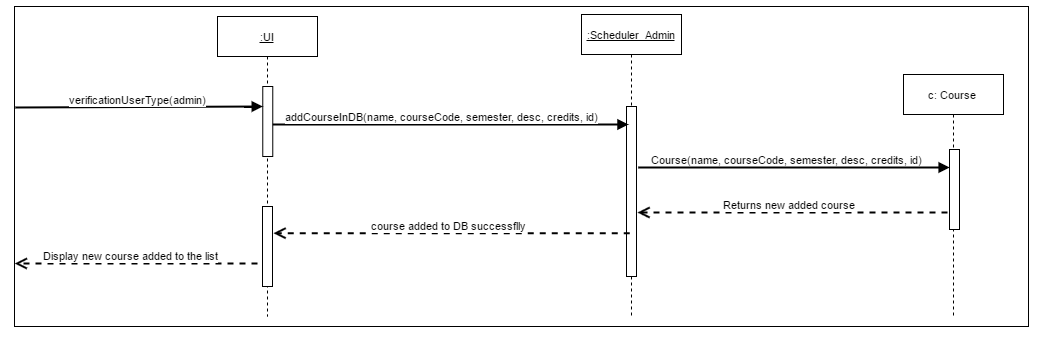 :UI
:Scheduler_Admin
c: Course
verificationUserType(admin)
addCourseInDB(name, courseCode, semester, desc, credits, id)
Course(name, courseCode, semester, desc, credits, id)
Returns new added course
course added to DB successflly
Display new course added to the list